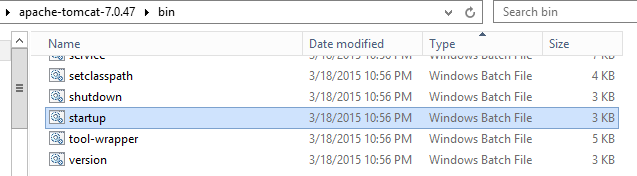 apache-tomcat-7.0.47 bin Search bin
Name Date modified Type Size
service 3/18/2015 10:56 PM Windows Batch File 7 KB
setclasspath 3/18/2015 10:56 PM Windows Batch File 4 KB
shutdown 3/18/2015 10:56 PM Windows Batch File 3 KB
startup 3/18/2015 10:56 PM Windows Batch File 3 KB
tool-wrapper 3/18/2015 10:56 PM Windows Batch File 5 KB
version 3/18/2015 10:56 PM Windows Batch File 3 KB